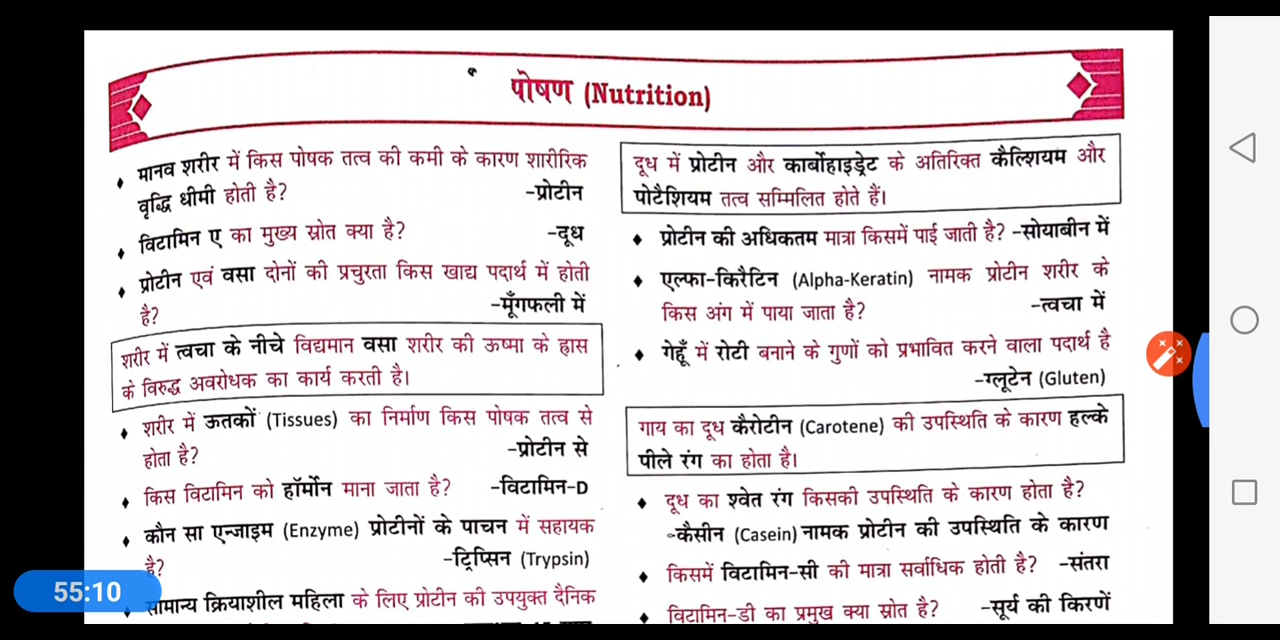 पोषण (Nutrition)
♦ मानव शरीर में किस पोषक तत्व की कमी के कारण शारीरिक
वृद्धि धीमी होती है? -प्रोटीन
♦ विटामिन ए का मुख्य स्रोत क्या है? -दूध
♦ प्रोटीन एवं वसा दोनों की प्रचुरता किस खाद्य पदार्थ में होती
है? -मूँगफली में
शरीर में त्वचा के नीचे विद्यमान वसा शरीर की ऊष्मा के ह्रास
के विरुद्ध अवरोधक का कार्य करती है।
♦ शरीर में ऊतकों (Tissues) का निर्माण किस पोषक तत्व से
होता है? -प्रोटीन से
♦ किस विटामिन को हॉर्मोन माना जाता है? -विटामिन-D
♦ कौन सा एन्जाइम (Enzyme) प्रोटीनों के पाचन में सहायक
है? -ट्रिप्सिन (Trypsin)
♦ सामान्य क्रियाशील महिला के लिए प्रोटीन की उपयुक्त दैनिक
दूध में प्रोटीन और कार्बोहाइड्रेट के अतिरिक्त कैल्शियम और
पोटैशियम तत्व सम्मिलित होते हैं।
♦ प्रोटीन की अधिकतम मात्रा किसमें पाई जाती है? -सोयाबीन में
♦ एल्फा-किरैटिन (Alpha-Keratin) नामक प्रोटीन शरीर के
किस अंग में पाया जाता है? -त्वचा में
♦ गेहूँ में रोटी बनाने के गुणों को प्रभावित करने वाला पदार्थ है
-ग्लूटेन (Gluten)
गाय का दूध कैरोटीन (Carotene) की उपस्थिति के कारण हल्के
पीले रंग का होता है।
♦ दूध का श्वेत रंग किसकी उपस्थिति के कारण होता है?
-कैसीन (Casein) नामक प्रोटीन की उपस्थिति के कारण
♦ किसमें विटामिन-सी की मात्रा सर्वाधिक होती है? -संतरा
♦ विटामिन-डी का प्रमुख क्या स्रोत है? -सूर्य की किरणें
55:10